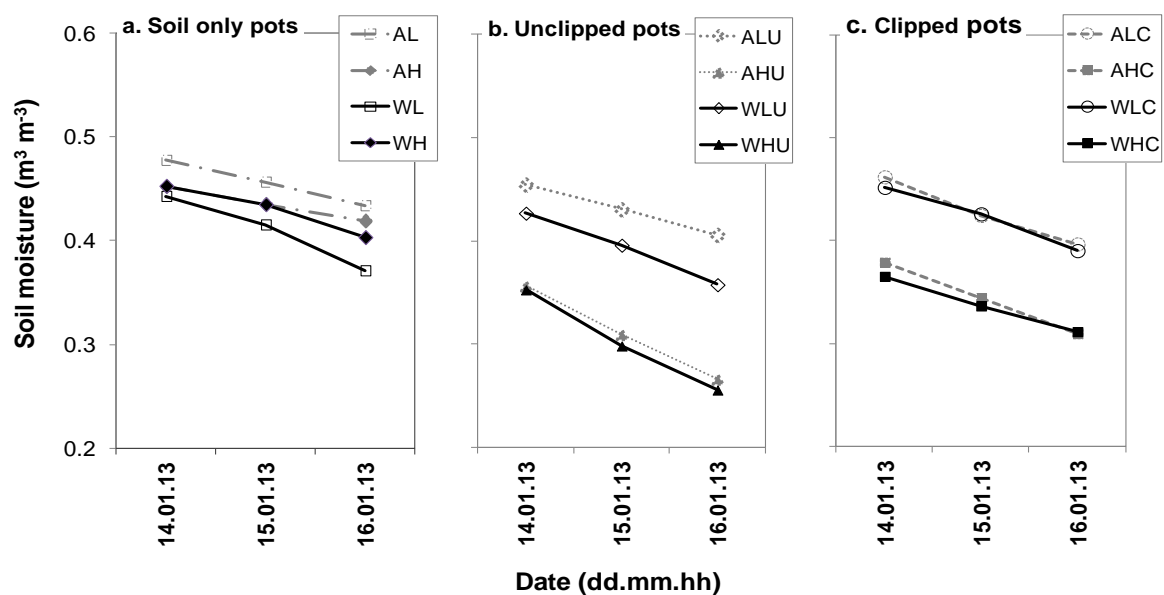 a. Soil only pots
AL
AH
WL
WH
b. Unclipped pots
ALU
AHU
WLU
WHU
c. Clipped pots
ALC
AHC
WLC
WHC
Soil moisture (m³ m⁻³)
0.6
0.5
0.4
0.3
0.2
14.01.13
15.01.13
16.01.13
14.01.13
15.01.13
16.01.13
14.01.13
15.01.13
16.01.13
Date (dd.mm.hh)